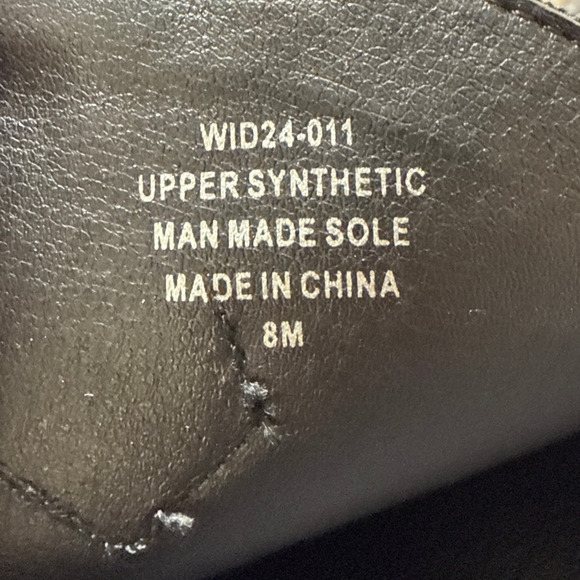 WID24-011
UPPER SYNTHETIC
MAN MADE SOLE
MADE IN CHINA
8M